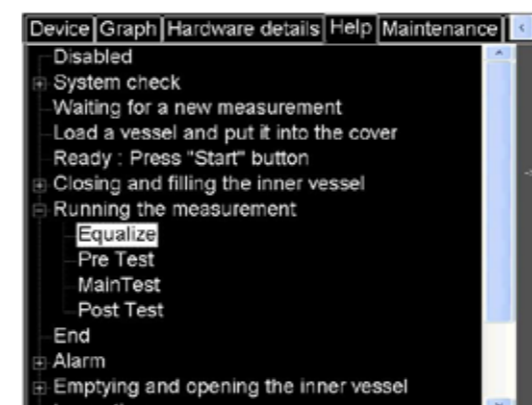 Device Graph Hardware details Help Maintenance
Disabled
System check
Waiting for a new measurement
Load a vessel and put it into the cover
Ready : Press "Start" button
Closing and filling the inner vessel
Running the measurement
Equalize
Pre Test
MainTest
Post Test
End
Alarm
Emptying and opening the inner vessel